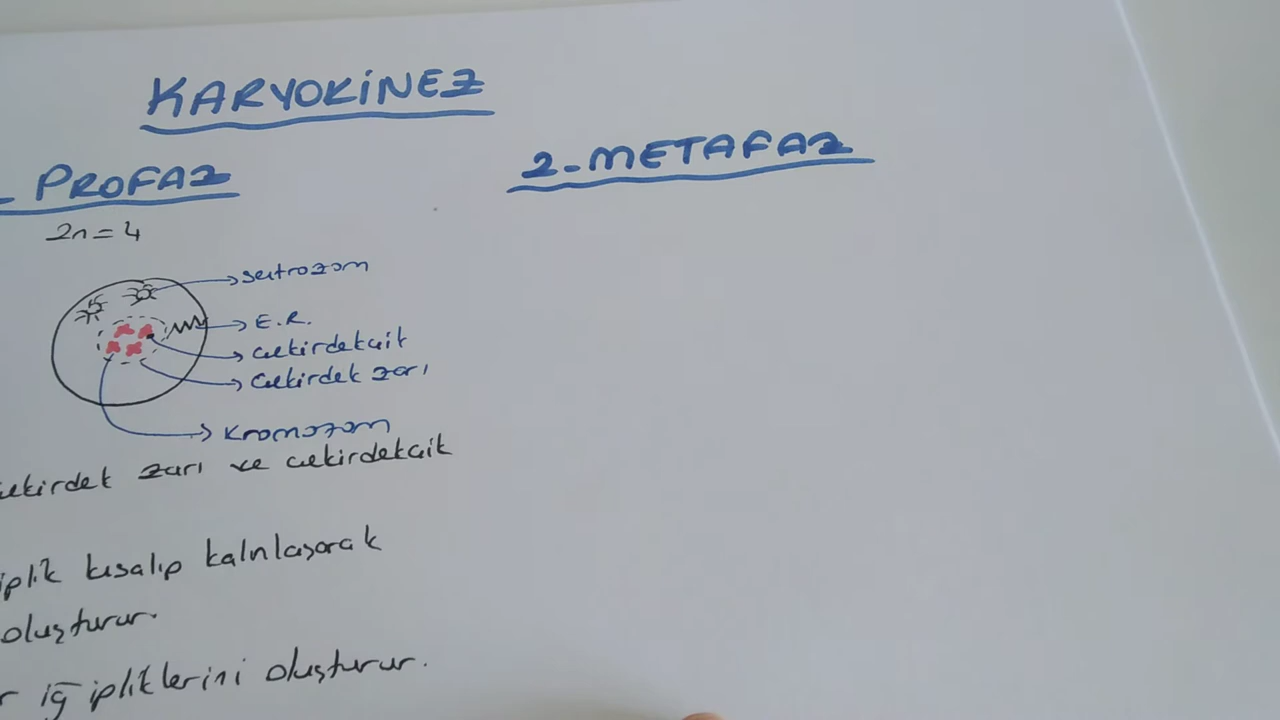 KARYOKİNEZ
- PROFAZ
2n=4
sentrozom
E.R.
Çekirdekçik
Çekirdek zarı
Kromozom
zarı ve çekirdekçik
iplik kısalıp kalınlaşarak
oluşturur.
iğ ipliklerini oluşturur.
2-METAFAZ